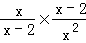 x/(x − 2) × (x − 2)/x²